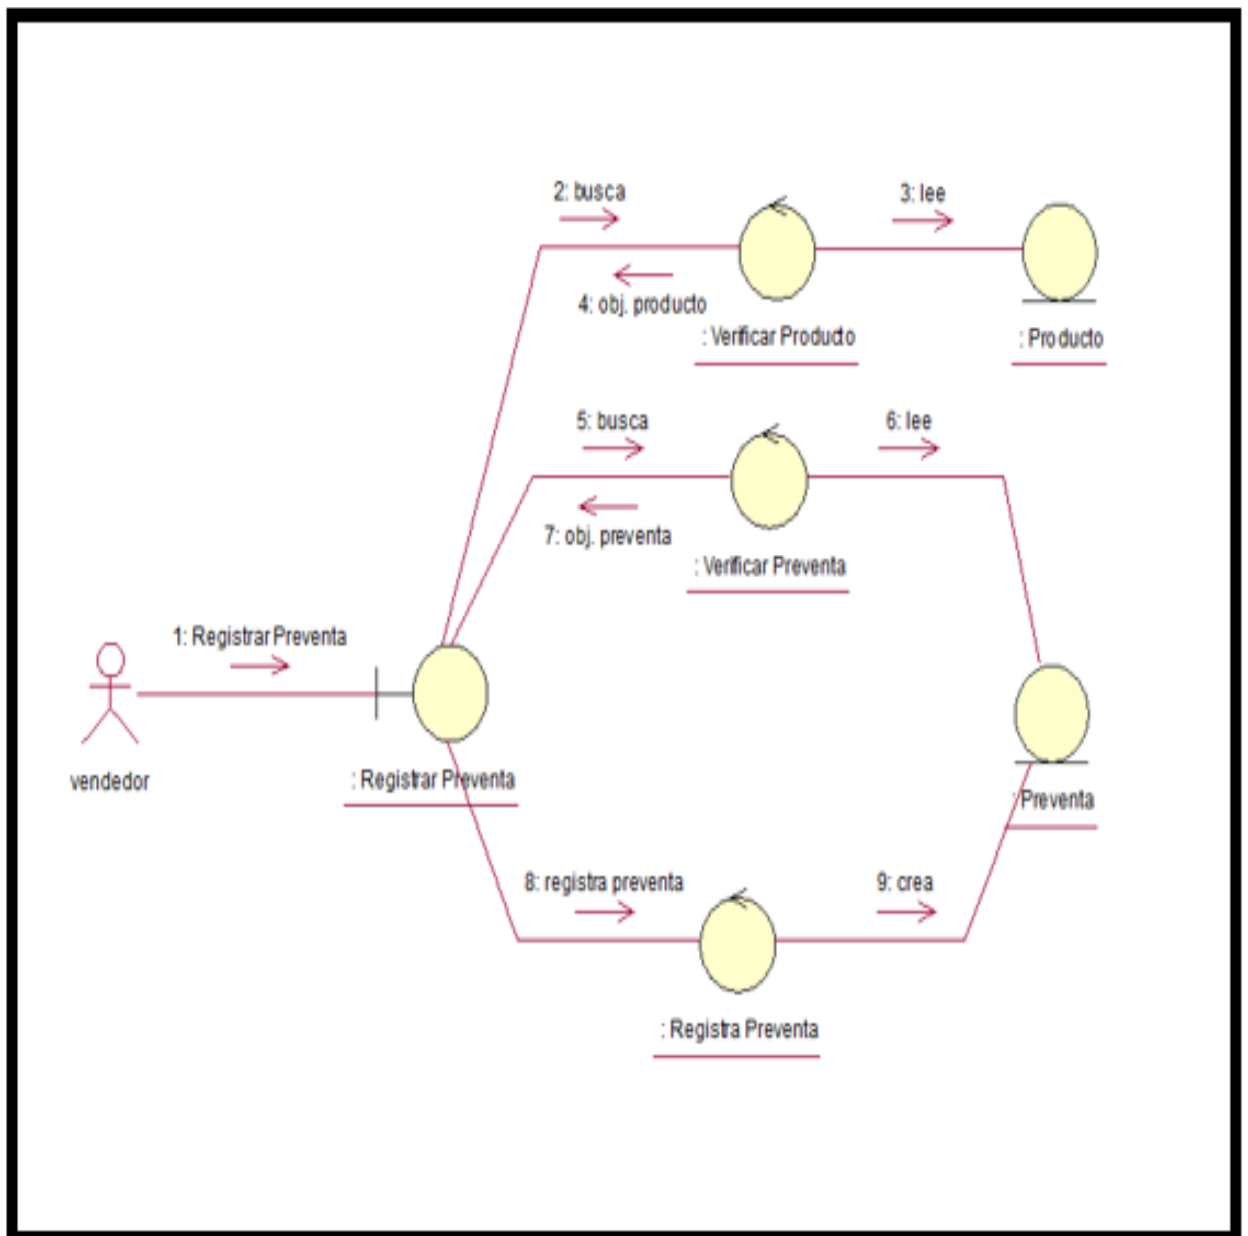 2: busca
3: lee
4: obj. producto
: Verificar Producto
: Producto
5: busca
6: lee
7: obj. preventa
: Verificar Preventa
1: Registrar Preventa
vendedor
: Registrar Preventa
: Preventa
8: registra preventa
9: crea
: Registra Preventa